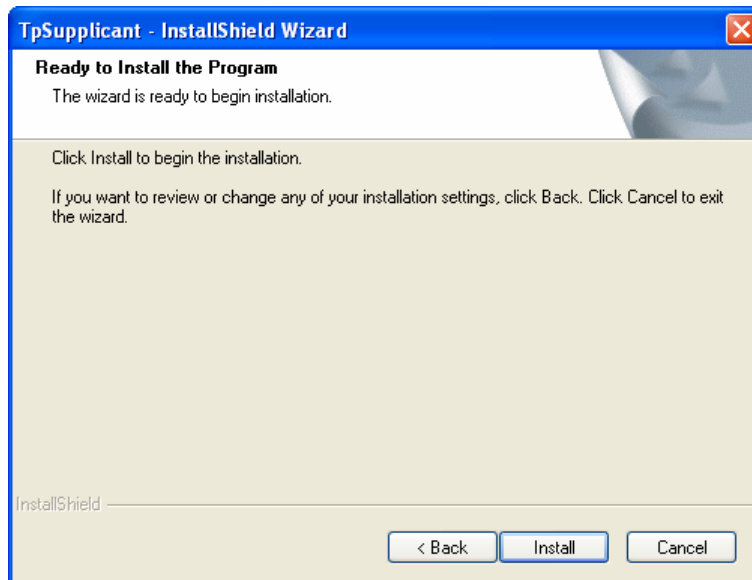 TpSupplicant - InstallShield Wizard
Ready to Install the Program
The wizard is ready to begin installation.
Click Install to begin the installation.
If you want to review or change any of your installation settings, click Back. Click Cancel to exit
the wizard.
InstallShield
< Back Install Cancel